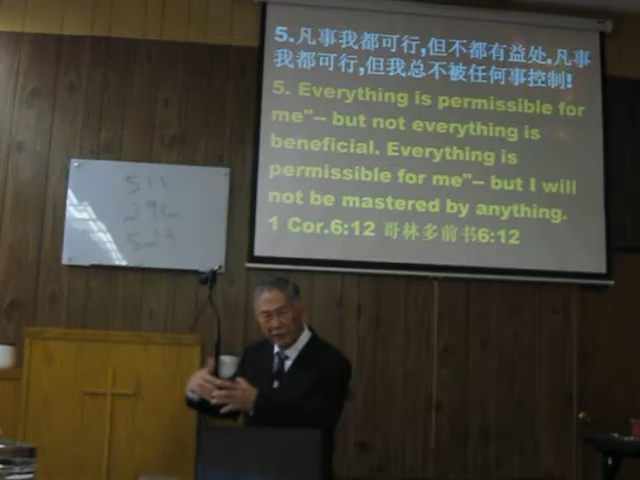 5.凡事我都可行,但不都有益处,凡事
我都可行,但我总不被任何事控制!
5. Everything is permissible for
me"– but not everything is
beneficial. Everything is
permissible for me"– but I will
not be mastered by anything.
1 Cor.6:12 哥林多前书6:12
511
296